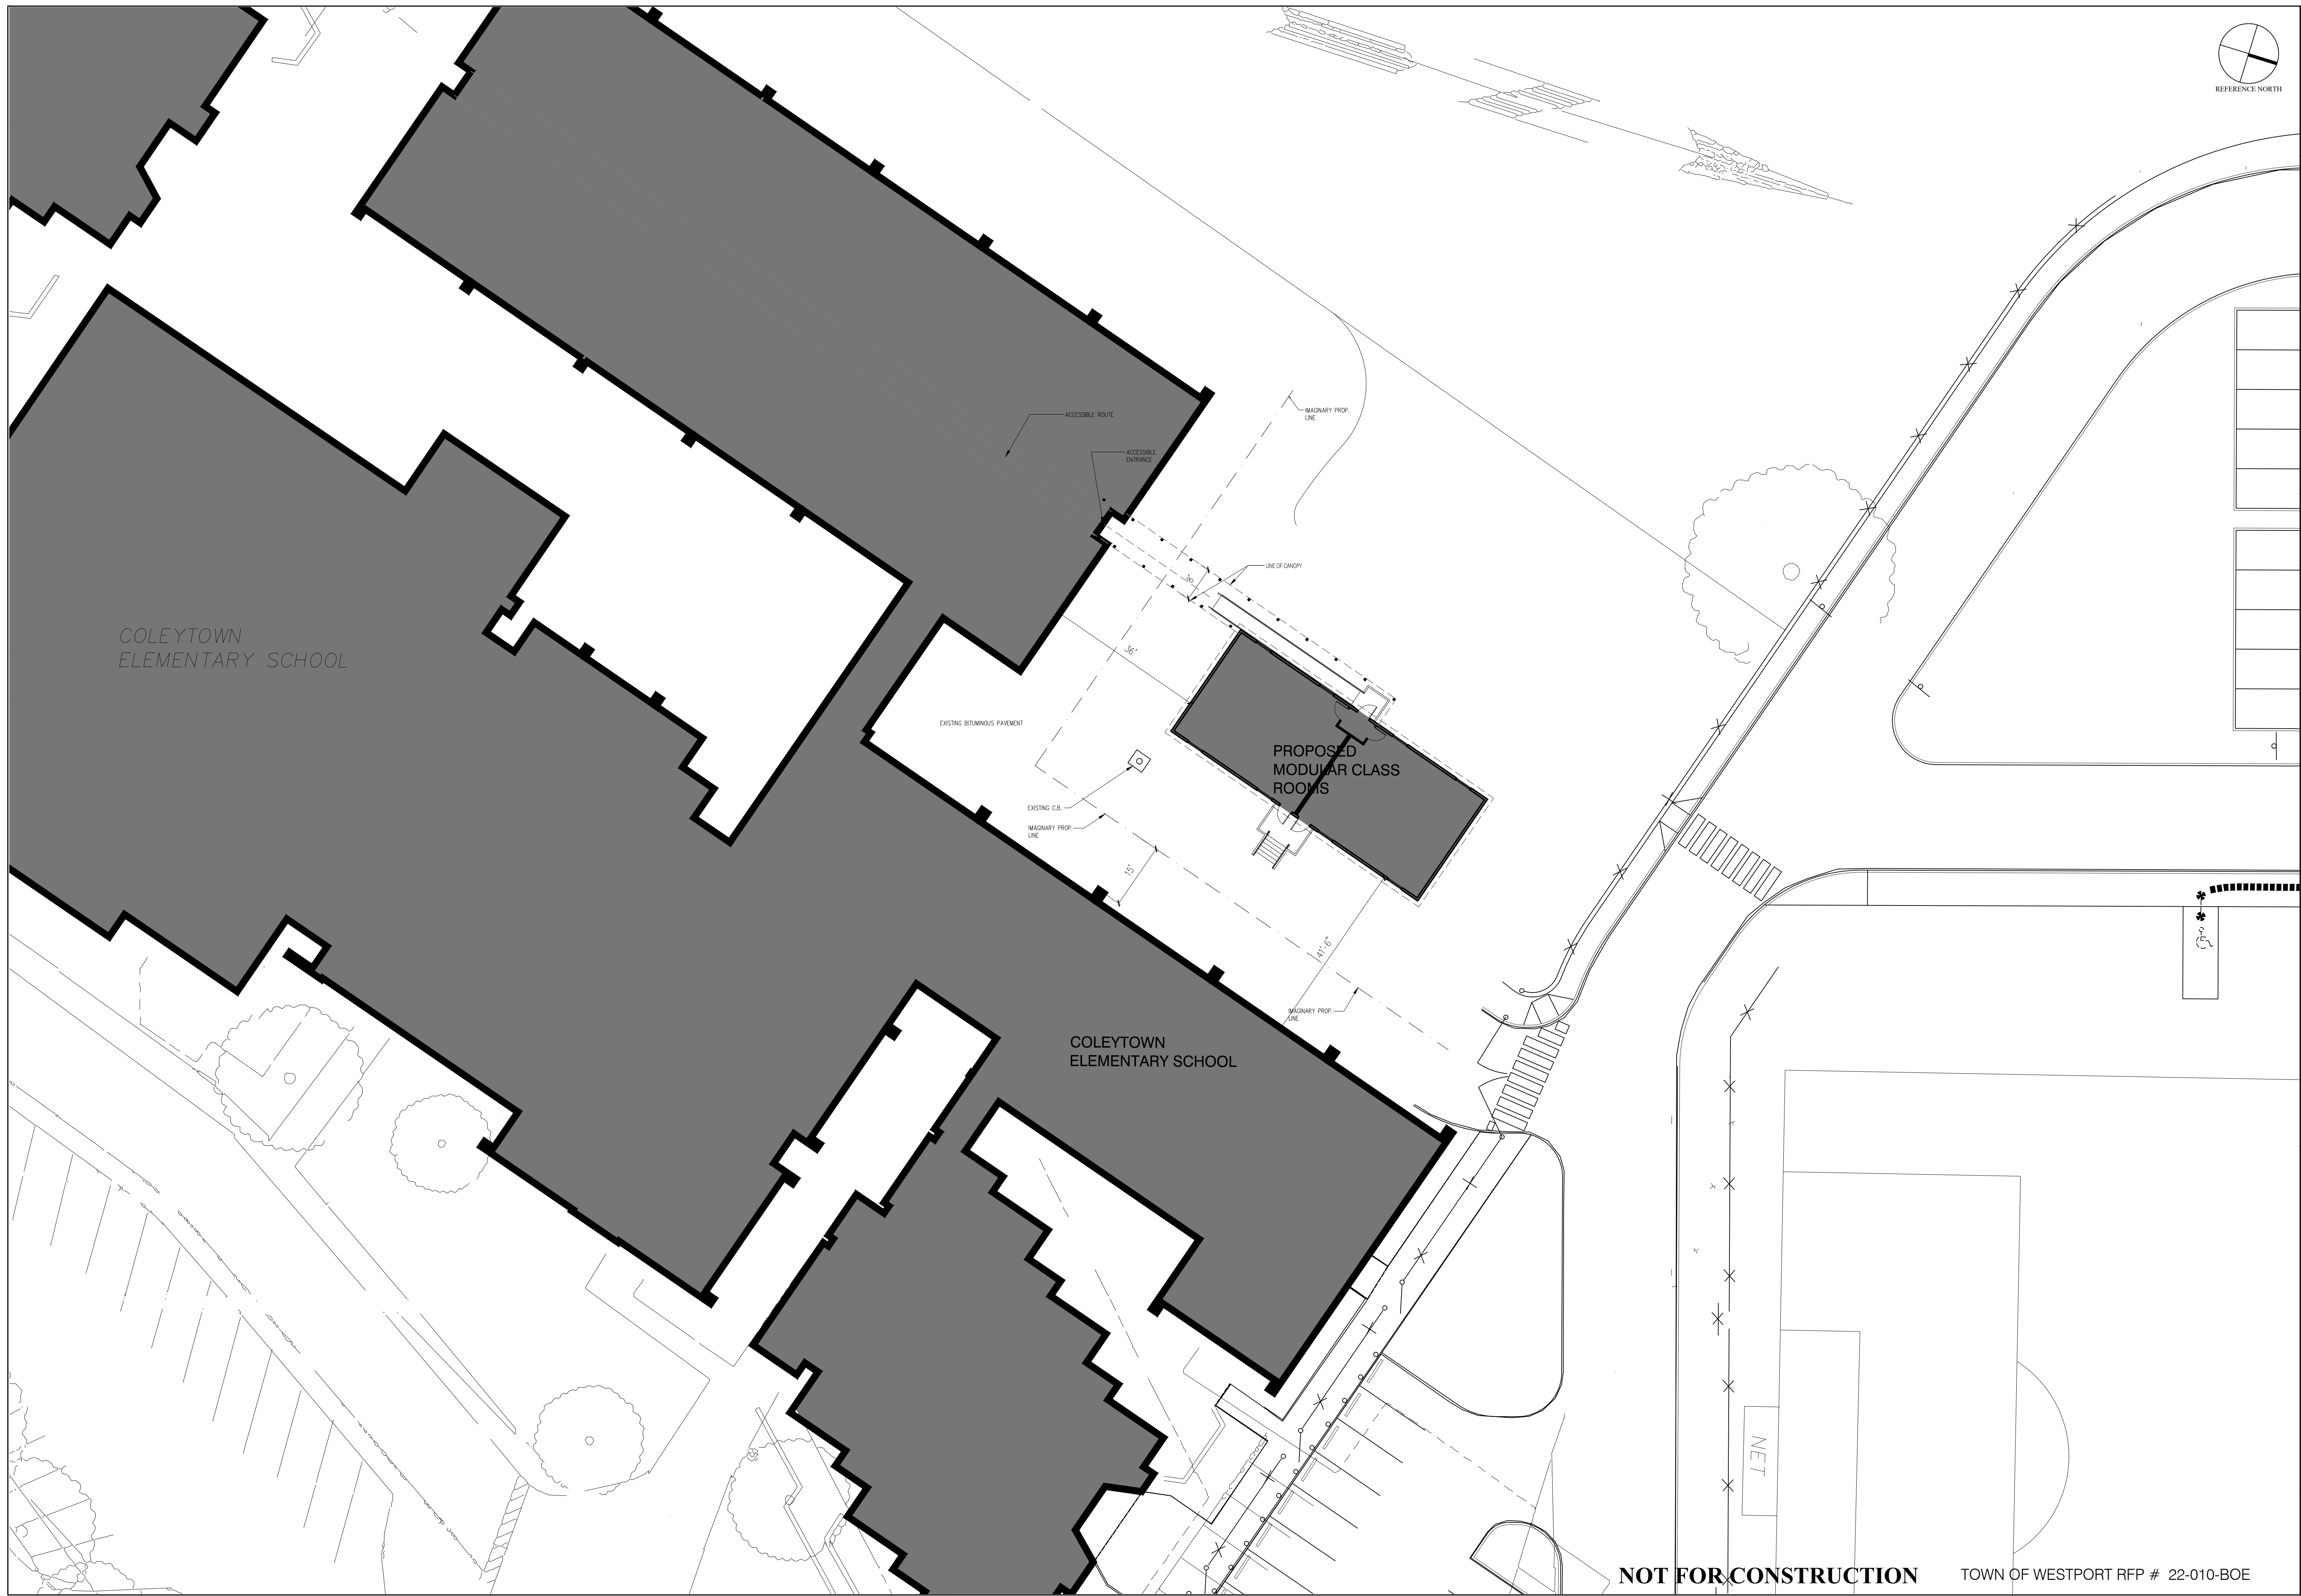 REFERENCE NORTH
ACCESSIBLE ROUTE
IMAGINARY PROP.
LINE
ACCESSIBLE
ENTRANCE
LINE OF CANOPY
8'
COLEYTOWN
ELEMENTARY SCHOOL
36'
EXISTING BITUMINOUS PAVEMENT
PROPOSED
MODULAR CLASS
ROOMS
EXISTING C.B.
IMAGINARY PROP.
LINE
15'
41'-6"
IMAGINARY PROP.
LINE
COLEYTOWN
ELEMENTARY SCHOOL
NET
NOT FOR CONSTRUCTION
TOWN OF WESTPORT RFP # 22-010-BOE